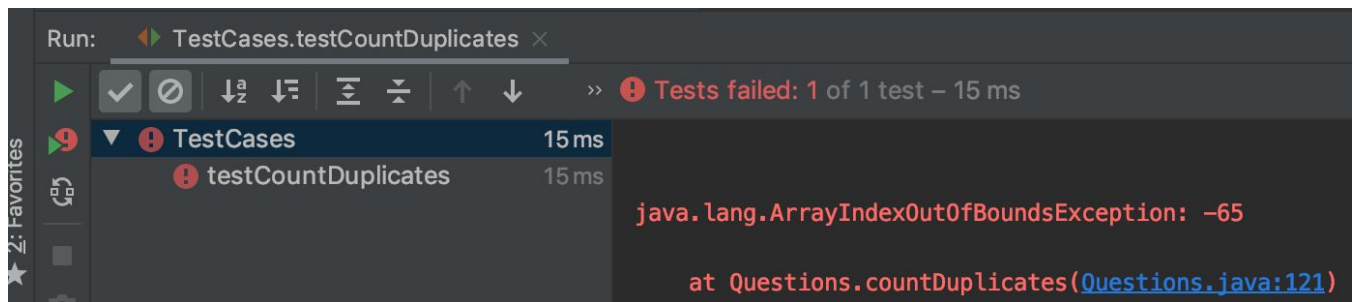 Run: TestCases.testCountDuplicates ×
>> Tests failed: 1 of 1 test – 15 ms
TestCases 15 ms
testCountDuplicates 15 ms
java.lang.ArrayIndexOutOfBoundsException: -65
at Questions.countDuplicates(Questions.java:121)
2: Favorites